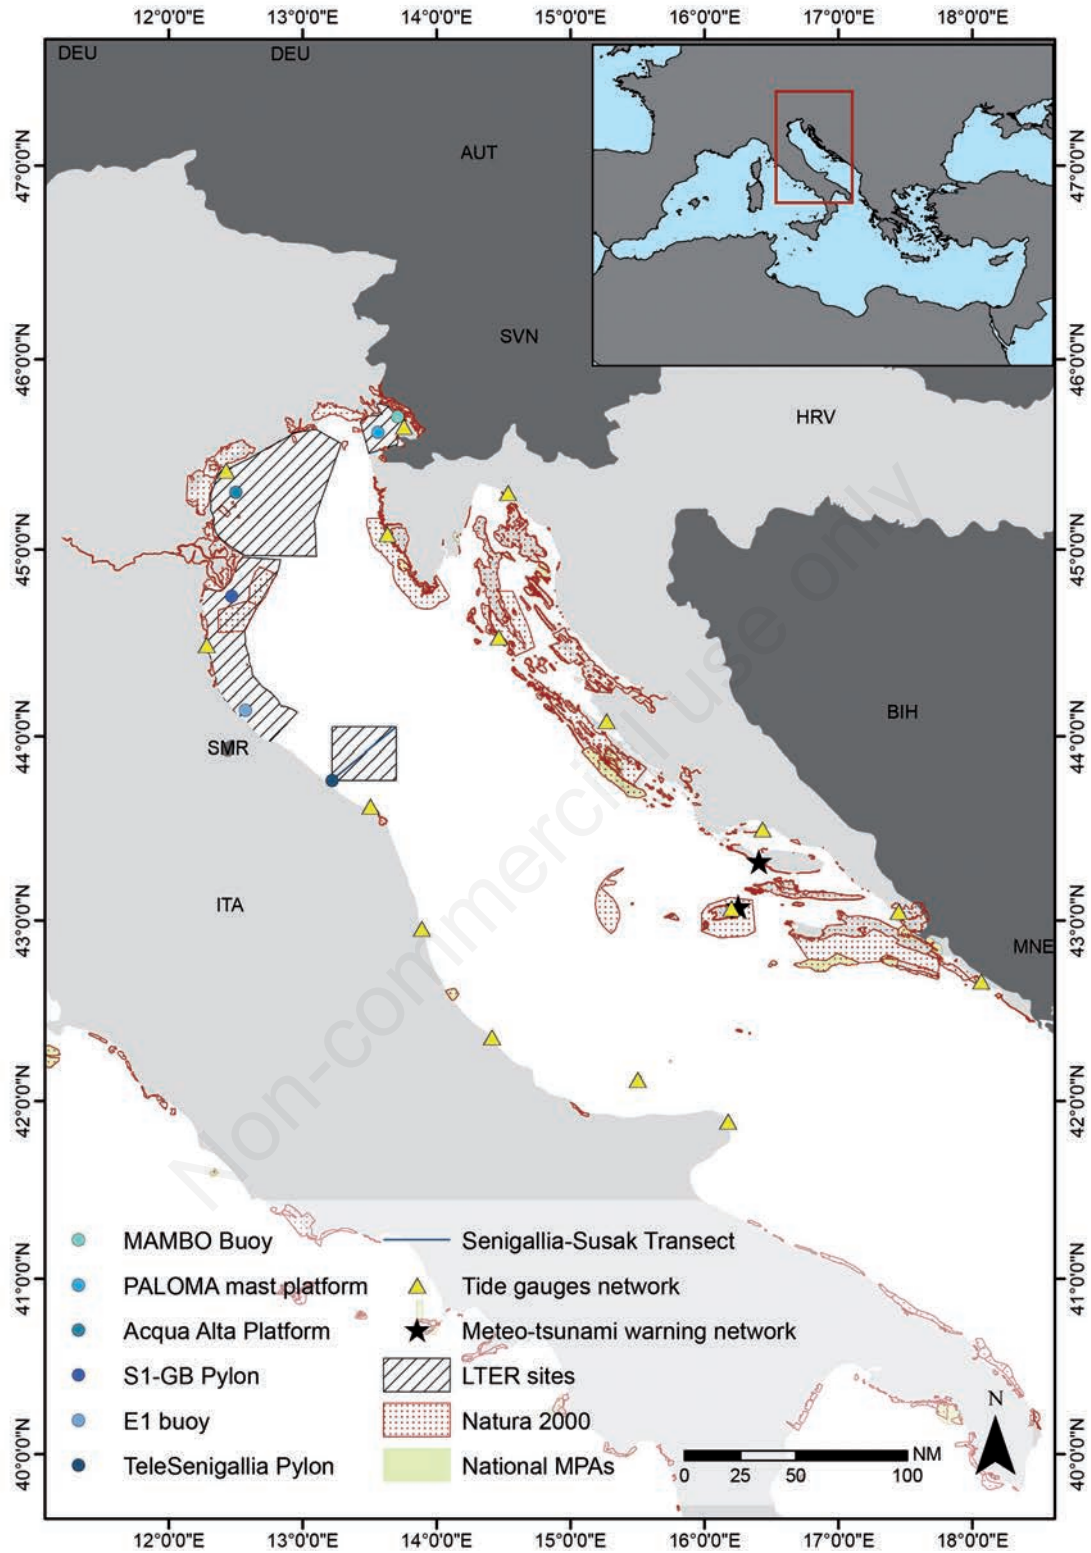 12°0'0"E 13°0'0"E 14°0'0"E 15°0'0"E 16°0'0"E 17°0'0"E 18°0'0"E
DEU DEU
AUT
47°0'0"N 47°0'0"N
SVN
46°0'0"N 46°0'0"N
HRV
45°0'0"N 45°0'0"N
BIH
44°0'0"N 44°0'0"N
SMR
ITA
43°0'0"N 43°0'0"N
MNE
42°0'0"N 42°0'0"N
Non-commercial use only
MAMBO Buoy
PALOMA mast platform
Acqua Alta Platform
S1-GB Pylon
E1 buoy
TeleSenigallia Pylon
Senigallia-Susak Transect
Tide gauges network
Meteo-tsunami warning network
LTER sites
Natura 2000
National MPAs
41°0'0"N 41°0'0"N
N
40°0'0"N 40°0'0"N
NM
0 25 50 100
12°0'0"E 13°0'0"E 14°0'0"E 15°0'0"E 16°0'0"E 17°0'0"E 18°0'0"E